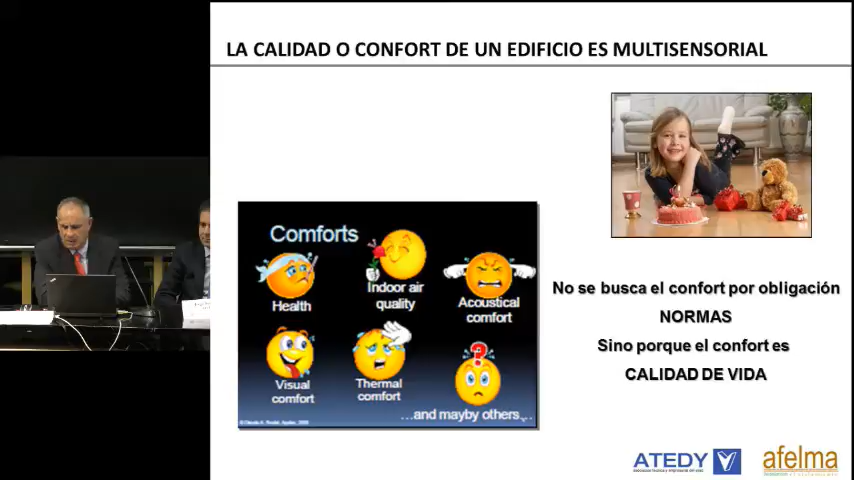 LA CALIDAD O CONFORT DE UN EDIFICIO ES MULTISENSORIAL
Comforts
Health
Indoor air
quality
Acoustical
comfort
Visual
comfort
Thermal
comfort
...and mayby others...
No se busca el confort por obligación
NORMAS
Sino porque el confort es
CALIDAD DE VIDA
ATEDY
afelma